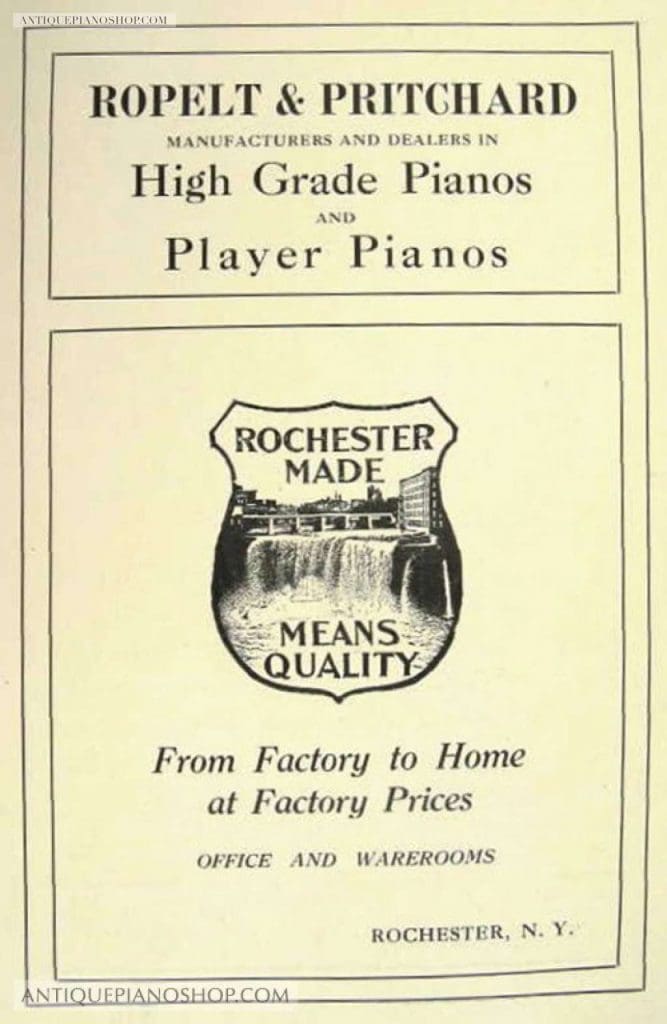 ANTIQUEPIANOSHOP.COM
ROPELT & PRITCHARD
MANUFACTURERS AND DEALERS IN
High Grade Pianos
AND
Player Pianos
ROCHESTER
MADE
MEANS
QUALITY
From Factory to Home
at Factory Prices
OFFICE AND WAREROOMS
ROCHESTER, N. Y.
ANTIQUEPIANOSHOP.COM